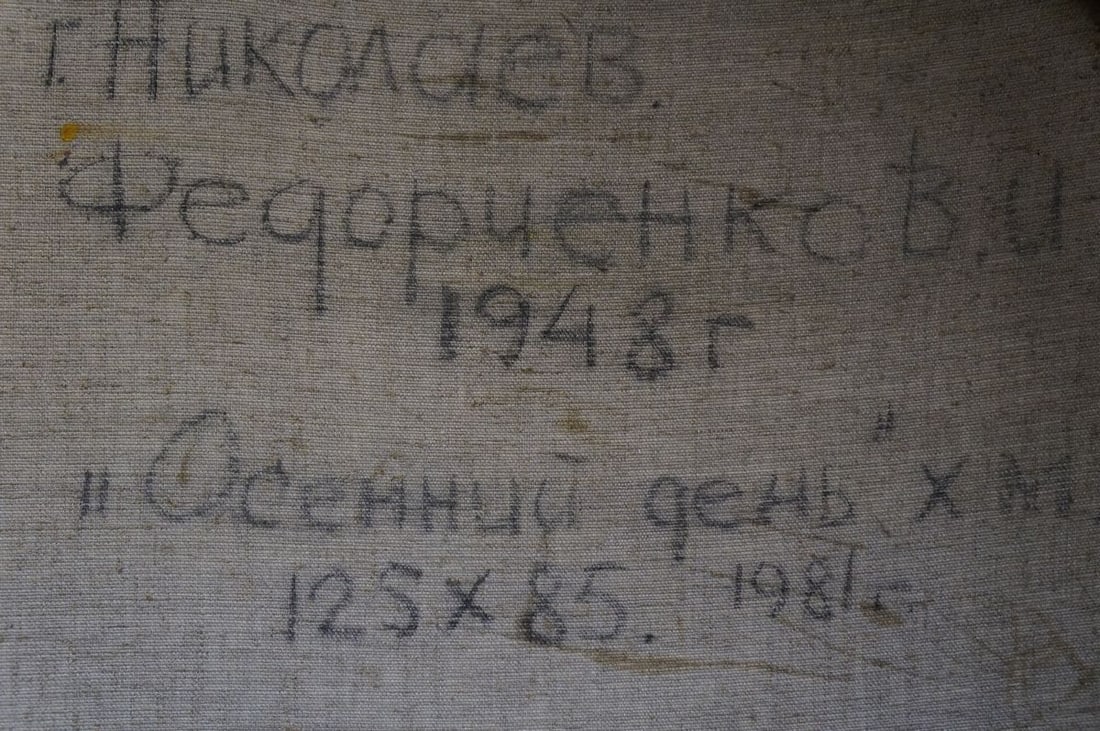 г. Николаев.
Федориенко В.И
1948г
„Осенний день" х м.
125х85. 1981г